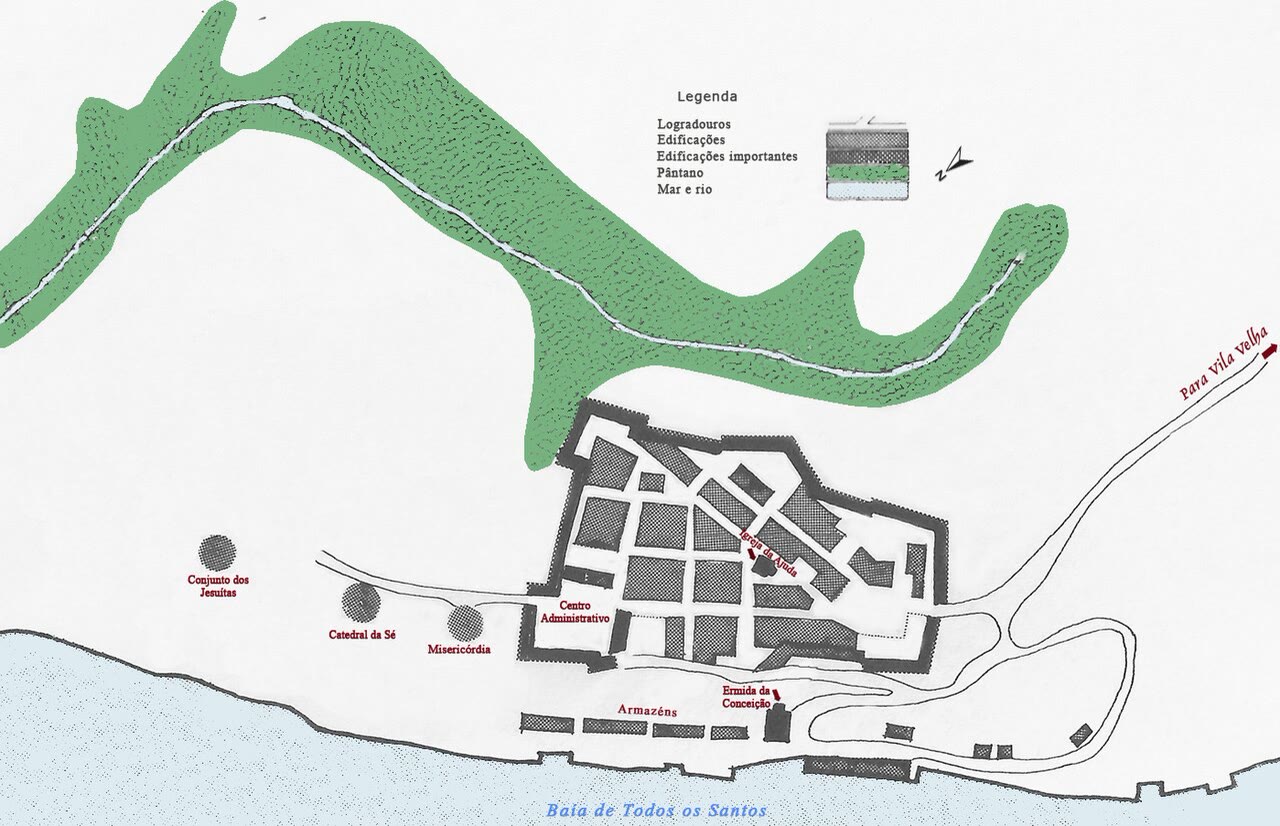 Legenda
Logradouros
Edificações
Edificações importantes
Pântano
Mar e rio
N
Para Vila Velha
Igreja da Ajuda
Conjunto dos
Jesuítas
Catedral da Sé
Misericórdia
Centro
Administrativo
Ermida da
Conceição
Armazéns
Baia de Todos os Santos